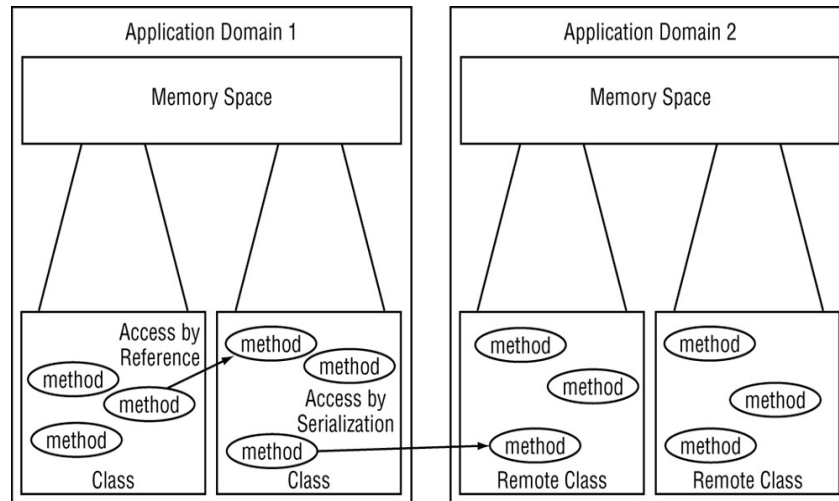 Application Domain 1
Memory Space
Access by
Reference
method
method
method
Class
method
method
Access by
Serialization
method
Class
Application Domain 2
Memory Space
method
method
method
Remote Class
method
method
method
Remote Class